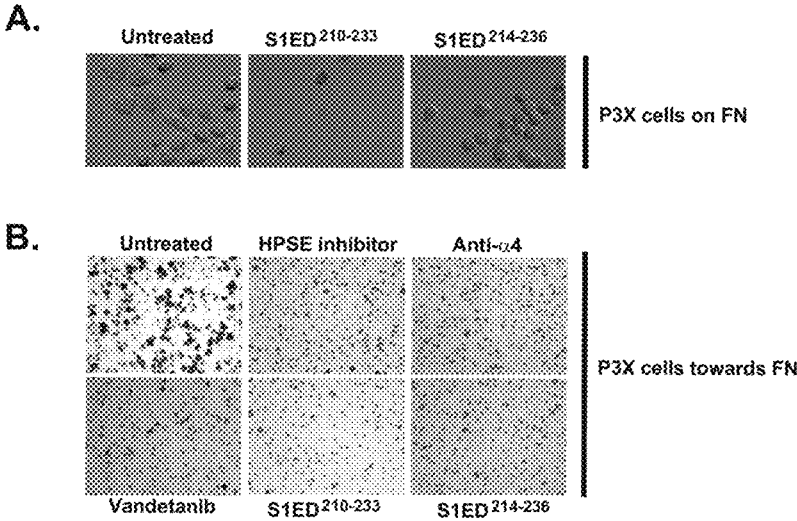 A.
Untreated S1ED210-233 S1ED214-236
P3X cells on FN
B.
Untreated HPSE inhibitor Anti-α4
P3X cells towards FN
Vandetanib S1ED210-233 S1ED214-236